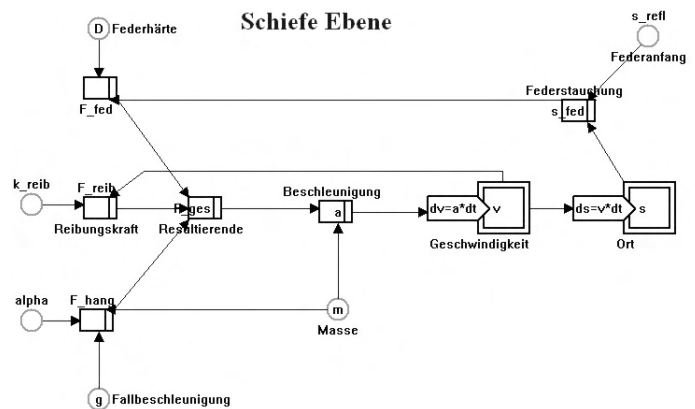 Schiefe Ebene
D Federhärte
s_refl
Federanfang
Federstauchung
F_fed
s_fed
k_reib
F_reib
Beschleunigung
F_ges
a
dv=a*dt
v
ds=v*dt
s
Reibungskraft
Resultierende
Geschwindigkeit
Ort
alpha
F_hang
m
Masse
g Fallbeschleunigung